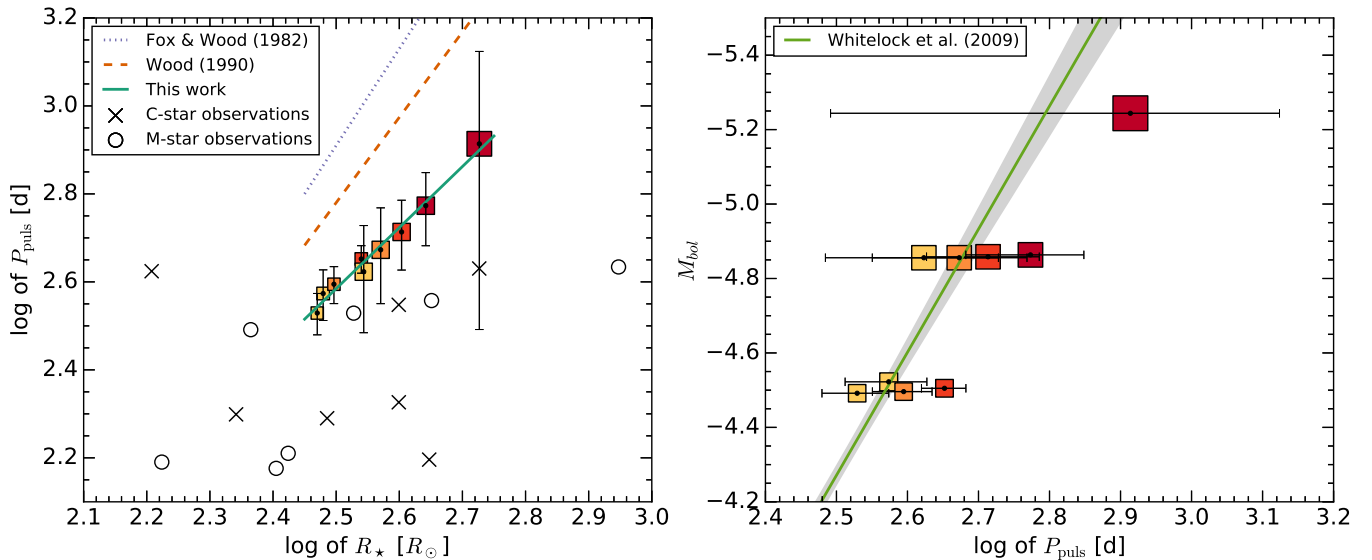 3.2
3.0
2.8
2.6
2.4
2.2
log of P_puls [d]
Fox & Wood (1982)
Wood (1990)
This work
C-star observations
M-star observations
2.1 2.2 2.3 2.4 2.5 2.6 2.7 2.8 2.9 3.0
log of R⋆ [R⊙]
−5.4
−5.2
−5.0
−4.8
−4.6
−4.4
−4.2
M_bol
Whitelock et al. (2009)
2.4 2.5 2.6 2.7 2.8 2.9 3.0 3.1 3.2
log of P_puls [d]